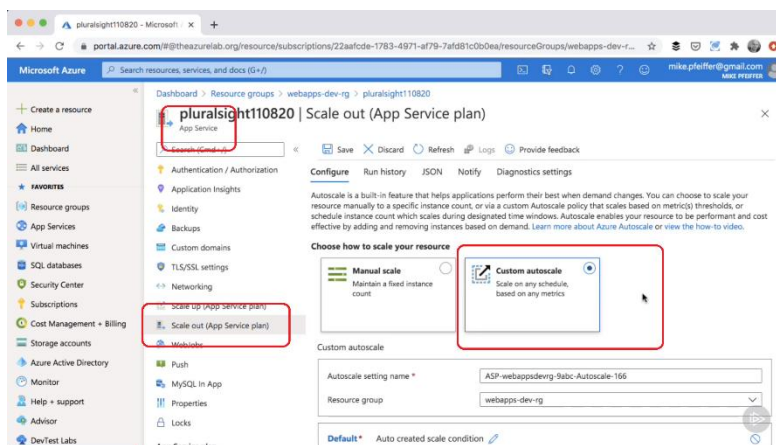 pluralsight110820 - Microsoft
portal.azure.com/#@theazurelab.org/resource/subscriptions/22aafcde-1783-4971-af79-7afd81c0b0ea/resourceGroups/webapps-dev-r...
Microsoft Azure
Search resources, services, and docs (G+/)
mike.pfeiffer@gmail.com
MIKE PFEIFFER
Create a resource
Home
Dashboard
All services
FAVORITES
Resource groups
App Services
Virtual machines
SQL databases
Security Center
Subscriptions
Cost Management + Billing
Storage accounts
Azure Active Directory
Monitor
Help + support
Advisor
DevTest Labs
Dashboard > Resource groups > webapps-dev-rg > pluralsight110820
pluralsight110820 | Scale out (App Service plan)
App Service
Search (Cmd+/)
Authentication / Authorization
Application Insights
Identity
Backups
Custom domains
TLS/SSL settings
Networking
Scale up (App Service plan)
Scale out (App Service plan)
WebJobs
Push
MySQL In App
Properties
Locks
Save Discard Refresh Logs Provide feedback
Configure Run history JSON Notify Diagnostics settings
Autoscale is a built-in feature that helps applications perform their best when demand changes. You can choose to scale your
resource manually to a specific instance count, or via a custom Autoscale policy that scales based on metric(s) thresholds, or
schedule instance count which scales during designated time windows. Autoscale enables your resource to be performant and cost
effective by adding and removing instances based on demand. Learn more about Azure Autoscale or view the how-to video.
Choose how to scale your resource
Manual scale
Maintain a fixed instance
count
Custom autoscale
Scale on any schedule,
based on any metrics
Custom autoscale
Autoscale setting name *
ASP-webappsdevrg-9abc-Autoscale-166
Resource group
webapps-dev-rg
Default* Auto created scale condition